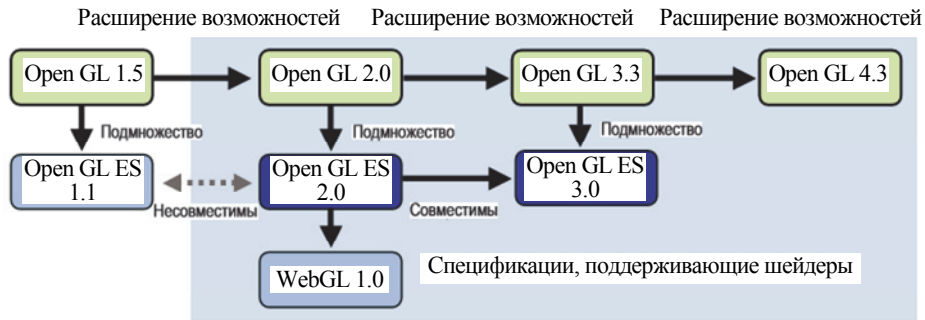 Расширение возможностей Расширение возможностей Расширение возможностей
Open GL 1.5 Open GL 2.0 Open GL 3.3 Open GL 4.3
Подмножество Подмножество Подмножество
Open GL ES
1.1
Open GL ES
2.0
Open GL ES
3.0
Несовместимы Совместимы
WebGL 1.0
Спецификации, поддерживающие шейдеры